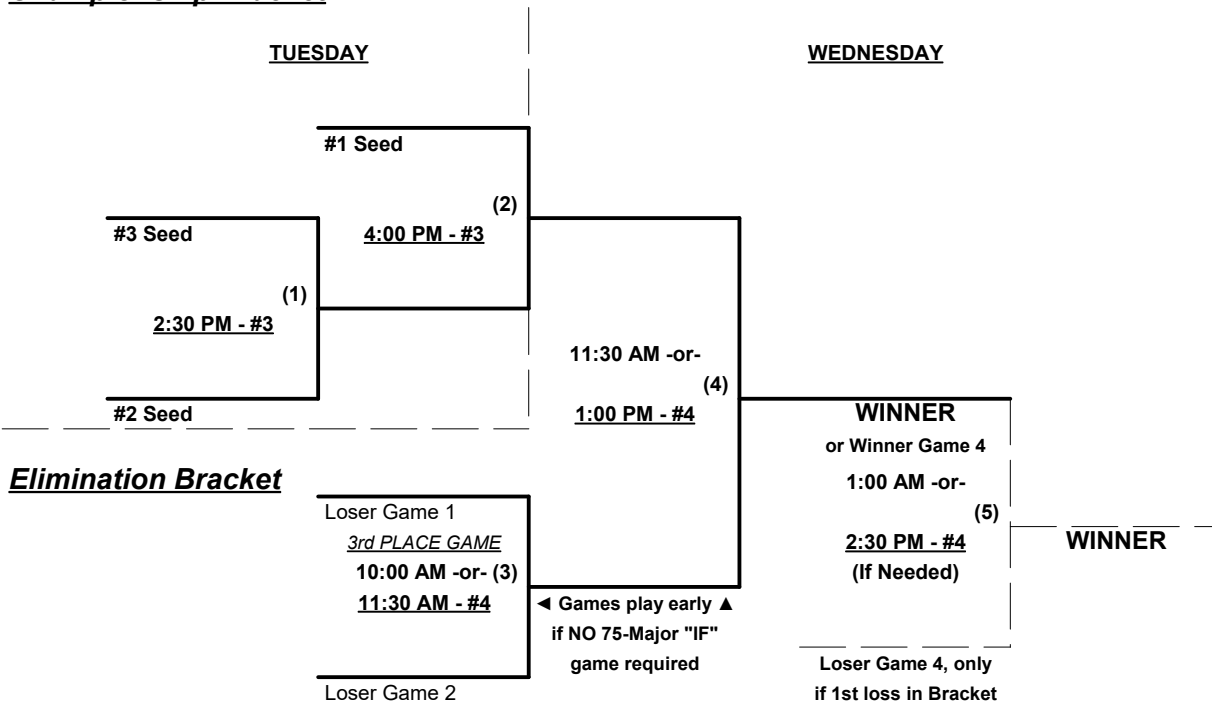 TUESDAY
WEDNESDAY
#1 Seed
(2)
#3 Seed
4:00 PM - #3
(1)
2:30 PM - #3
11:30 AM -or-
(4)
#2 Seed
1:00 PM - #4
WINNER
or Winner Game 4
Elimination Bracket
1:00 AM -or-
Loser Game 1
(5)
3rd PLACE GAME
2:30 PM - #4
WINNER
10:00 AM -or- (3)
(If Needed)
11:30 AM - #4
◄ Games play early ▲
if NO 75-Major "IF"
game required
Loser Game 4, only
Loser Game 2
if 1st loss in Bracket